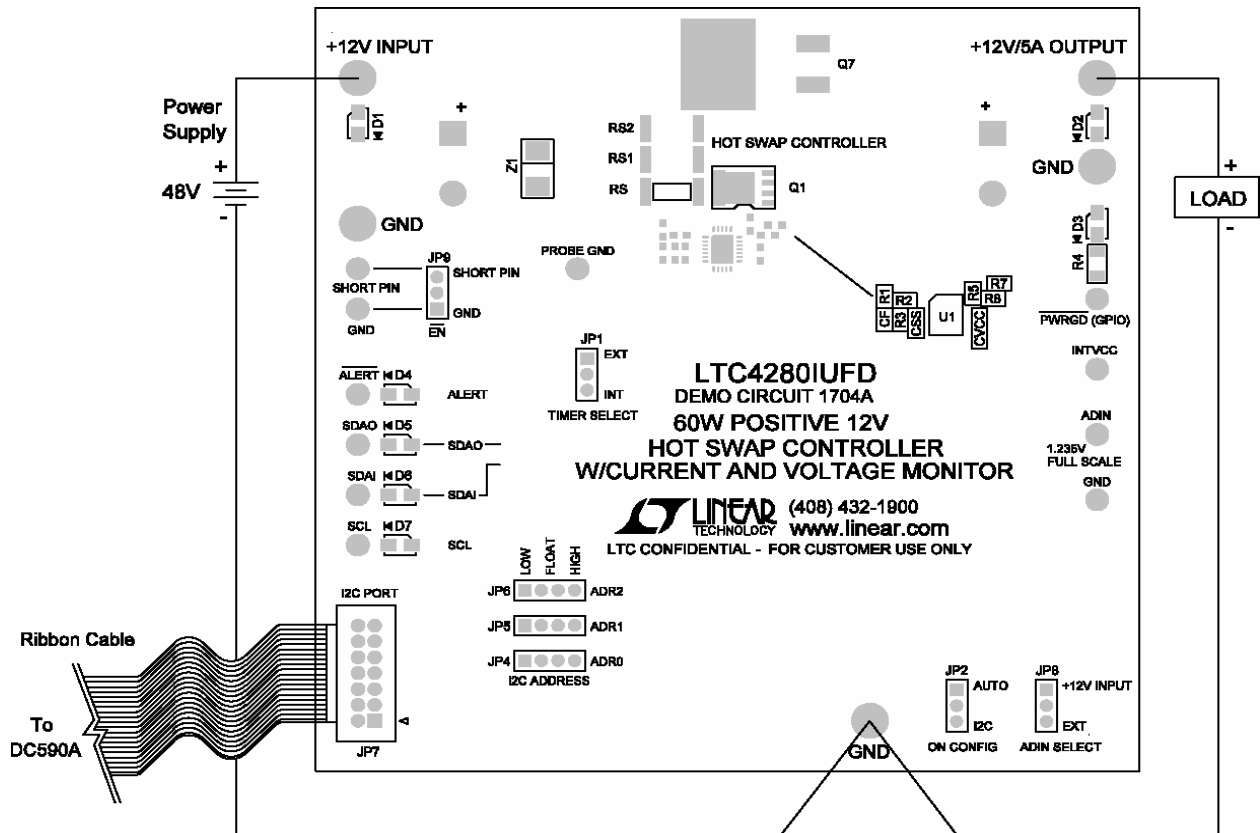 +12V INPUT
+12V/5A OUTPUT
Q7
Power
Supply
+
48V
-
D1
+
Z1
RS2
RS1
RS
HOT SWAP CONTROLLER
Q1
+
D2
GND
D3
R4
+
LOAD
-
GND
PROBE GND
JP9
SHORT PIN
SHORT PIN
GND
GND
EN
R1
R2
CF
R3
CSS
U1
R5
R7
R8
CVCC
PWRGD (GPIO)
INTVCC
ADIN
1.235V
FULL SCALE
GND
JP1
EXT
INT
TIMER SELECT
ALERT
D4
ALERT
SDAO
D5
SDAO
SDAI
D6
SDAI
SCL
D7
SCL
LTC4280IUFD
DEMO CIRCUIT 1704A
60W POSITIVE 12V
HOT SWAP CONTROLLER
W/CURRENT AND VOLTAGE MONITOR
LINEAR
TECHNOLOGY
(408) 432-1900
www.linear.com
LTC CONFIDENTIAL - FOR CUSTOMER USE ONLY
LOW
FLOAT
HIGH
JP6
ADR2
JP5
ADR1
JP4
ADR0
I2C ADDRESS
I2C PORT
JP7
Ribbon Cable
To
DC590A
GND
JP2
AUTO
I2C
ON CONFIG
JP8
+12V INPUT
EXT
ADIN SELECT